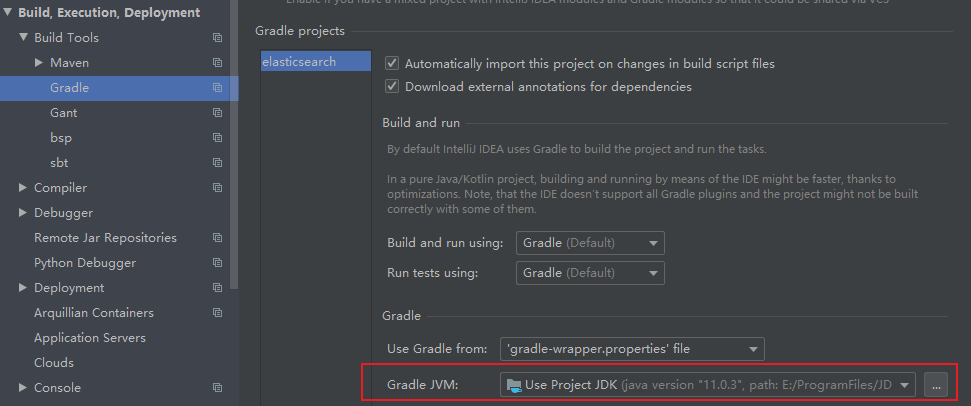 Enable if you have a mixed project with IntelliJ IDEA modules and Gradle modules so that it could be shared via VCS
Build, Execution, Deployment
Build Tools
Maven
Gradle
Gant
bsp
sbt
Compiler
Debugger
Remote Jar Repositories
Python Debugger
Deployment
Arquillian Containers
Application Servers
Clouds
Console
Gradle projects
elasticsearch
Automatically import this project on changes in build script files
Download external annotations for dependencies
Build and run
By default IntelliJ IDEA uses Gradle to build the project and run the tasks.
In a pure Java/Kotlin project, building and running by means of the IDE might be faster, thanks to
optimizations. Note, that the IDE doesn't support all Gradle plugins and the project might not be built
correctly with some of them.
Build and run using: Gradle (Default)
Run tests using: Gradle (Default)
Gradle
Use Gradle from: 'gradle-wrapper.properties' file
Gradle JVM: Use Project JDK (java version "11.0.3", path: E:/ProgramFiles/JD ...